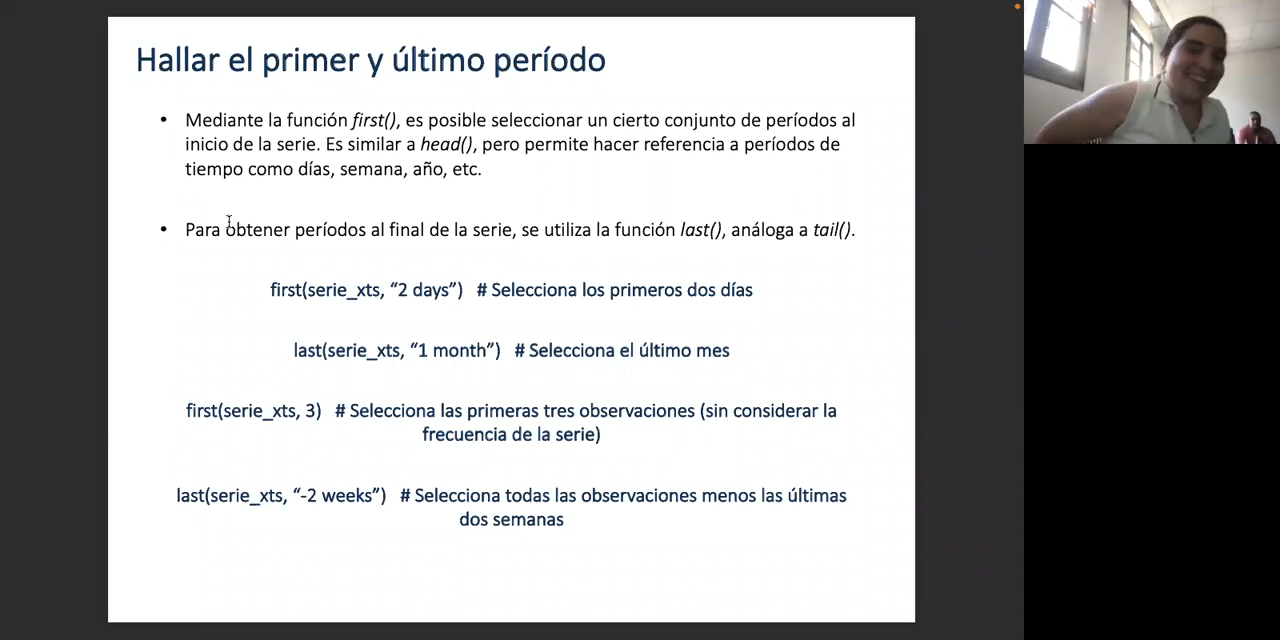 Hallar el primer y último período
• Mediante la función first(), es posible seleccionar un cierto conjunto de períodos al
inicio de la serie. Es similar a head(), pero permite hacer referencia a períodos de
tiempo como días, semana, año, etc.
• Para obtener períodos al final de la serie, se utiliza la función last(), análoga a tail().
first(serie_xts, “2 days”) # Selecciona los primeros dos días
last(serie_xts, “1 month”) # Selecciona el último mes
first(serie_xts, 3) # Selecciona las primeras tres observaciones (sin considerar la
frecuencia de la serie)
last(serie_xts, “-2 weeks”) # Selecciona todas las observaciones menos las últimas
dos semanas